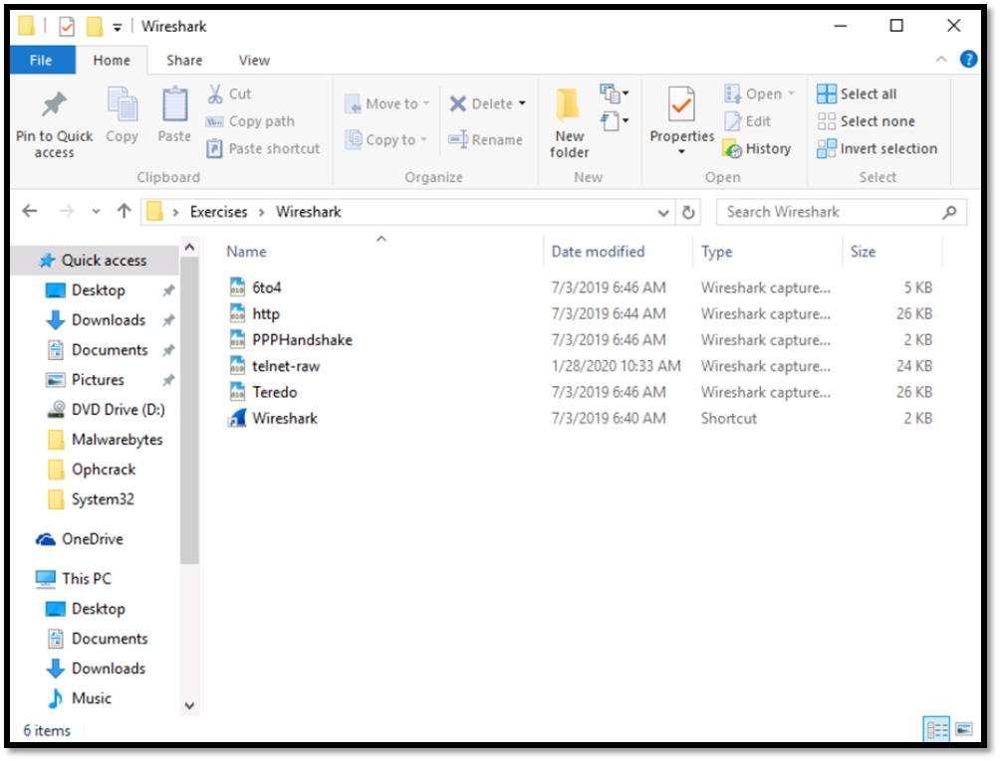 Wireshark
File Home Share View
Pin to Quick access
Copy
Paste
Cut
Copy path
Paste shortcut
Clipboard
Move to
Copy to
Delete
Rename
Organize
New folder
New
Properties
Open
Edit
History
Open
Select all
Select none
Invert selection
Select
Exercises Wireshark
Search Wireshark
Quick access
Desktop
Downloads
Documents
Pictures
DVD Drive (D:)
Malwarebytes
Ophcrack
System32
OneDrive
This PC
Desktop
Documents
Downloads
Music
Name Date modified Type Size
6to4 7/3/2019 6:46 AM Wireshark capture... 5 KB
http 7/3/2019 6:44 AM Wireshark capture... 26 KB
PPPHandshake 7/3/2019 6:46 AM Wireshark capture... 2 KB
telnet-raw 1/28/2020 10:33 AM Wireshark capture... 24 KB
Teredo 7/3/2019 6:46 AM Wireshark capture... 26 KB
Wireshark 7/3/2019 6:40 AM Shortcut 2 KB
6 items